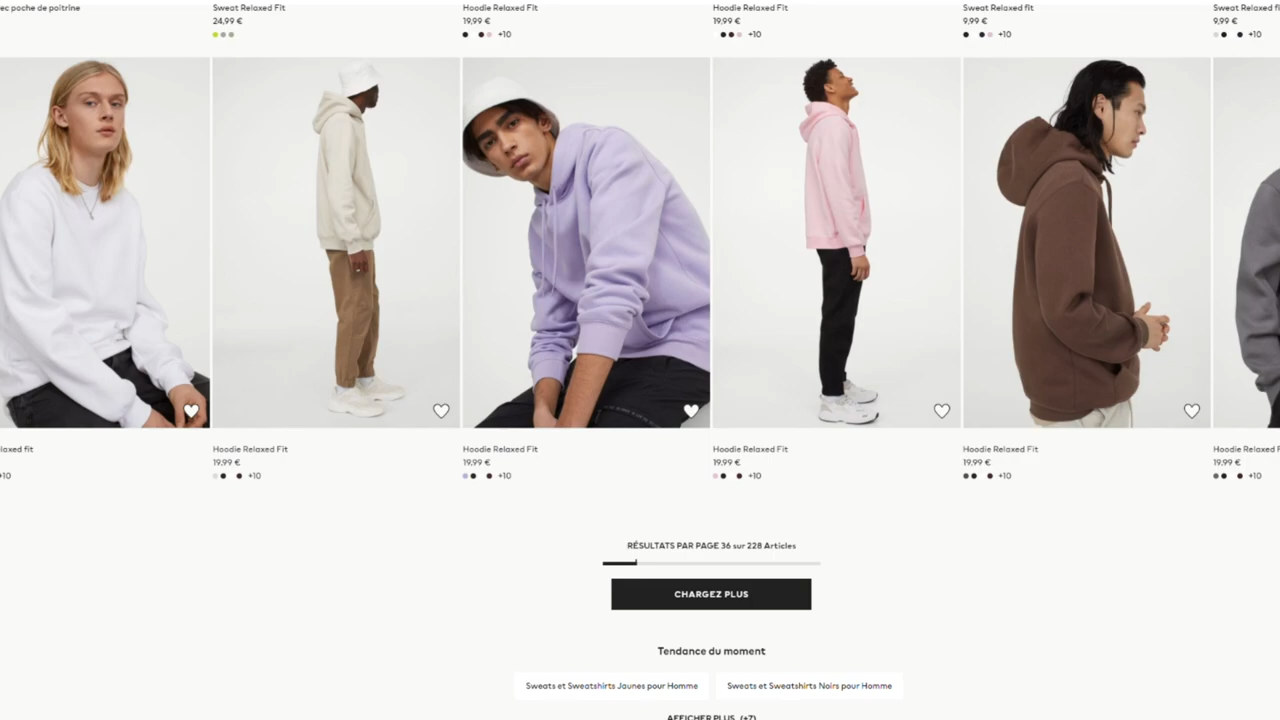 ec poche de poitrine
Sweat Relaxed Fit
24,99 €
Hoodie Relaxed Fit
19,99 €
+10
Hoodie Relaxed Fit
19,99 €
+10
Sweat Relaxed fit
9,99 €
+10
Sweat Relaxed fi
9,99 €
+10
laxed fit
+10
Hoodie Relaxed Fit
19,99 €
+10
Hoodie Relaxed Fit
19,99 €
+10
Hoodie Relaxed Fit
19,99 €
+10
Hoodie Relaxed Fit
19,99 €
+10
Hoodie Relaxed F
19,99 €
+10
RÉSULTATS PAR PAGE 36 sur 228 Articles
CHARGEZ PLUS
Tendance du moment
Sweats et Sweatshirts Jaunes pour Homme
Sweats et Sweatshirts Noirs pour Homme
AFFICHER PLUS (+7)